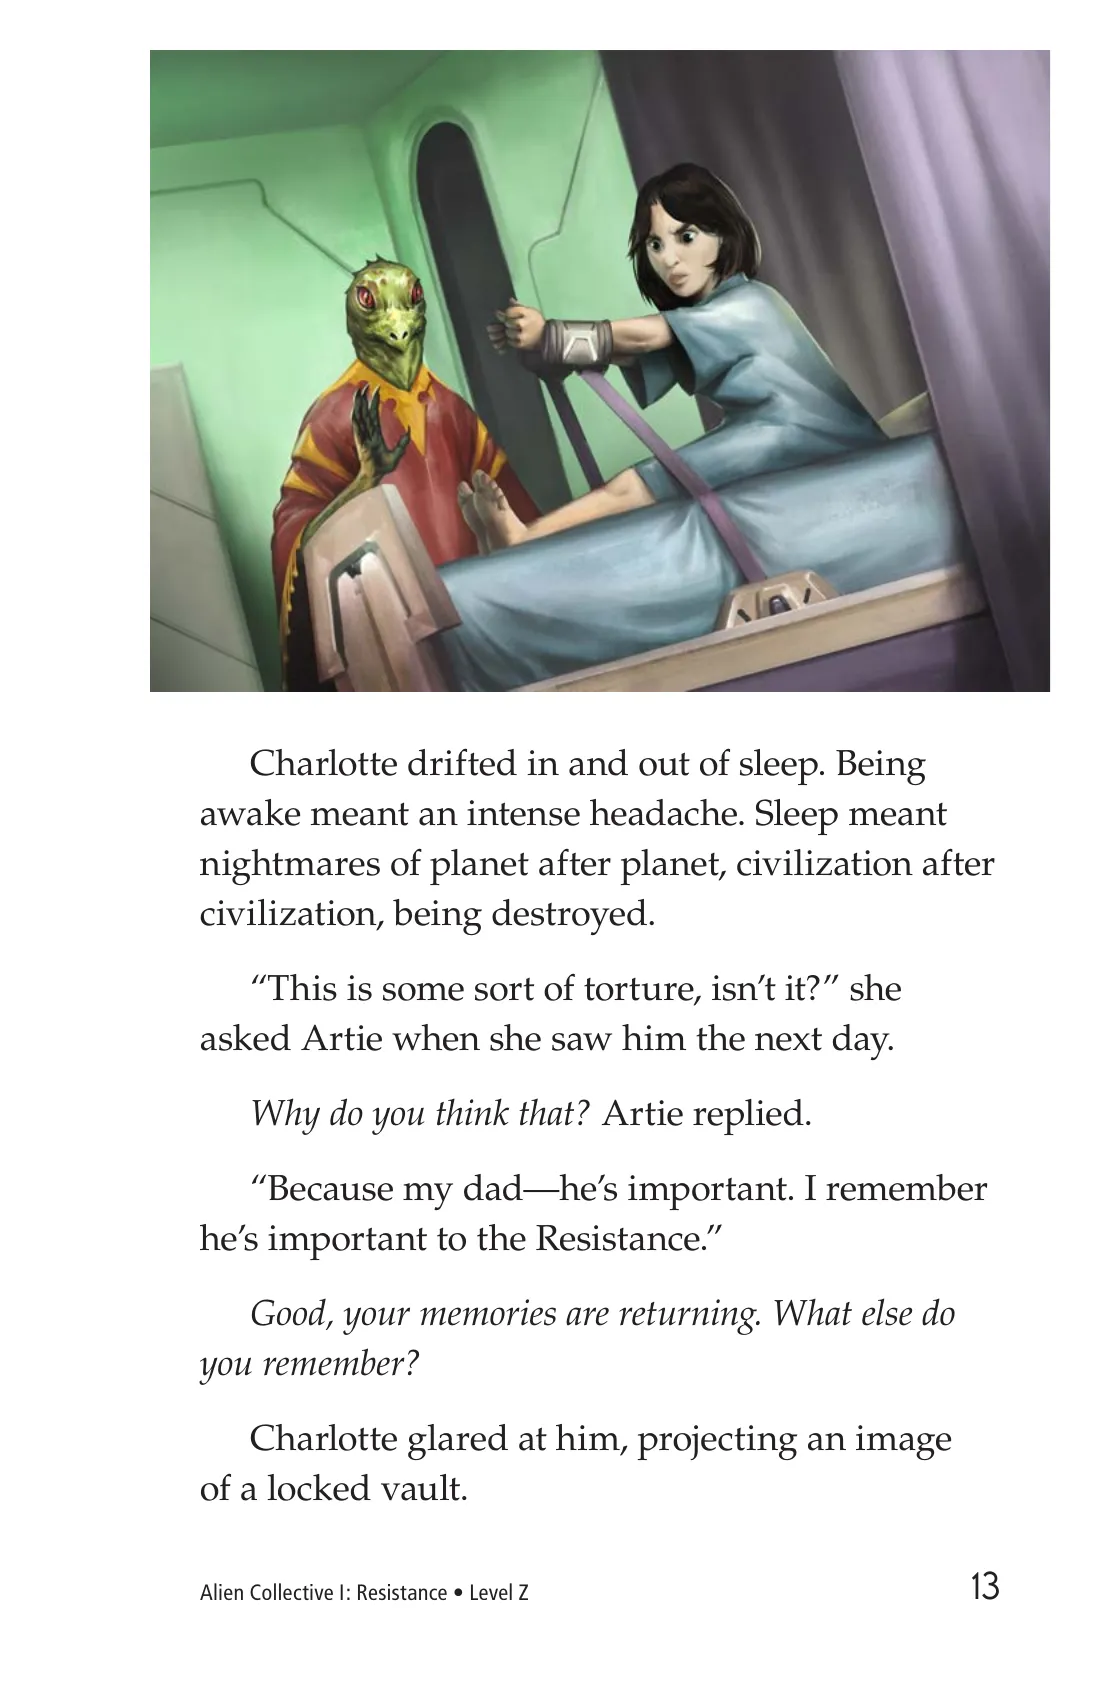 Charlotte drifted in and out of sleep. Being
awake meant an intense headache. Sleep meant
nightmares of planet after planet, civilization after
civilization, being destroyed.
“This is some sort of torture, isn’t it?” she
asked Artie when she saw him the next day.
Why do you think that? Artie replied.
“Because my dad—he’s important. I remember
he’s important to the Resistance.”
Good, your memories are returning. What else do
you remember?
Charlotte glared at him, projecting an image
of a locked vault.
Alien Collective I: Resistance • Level Z
13